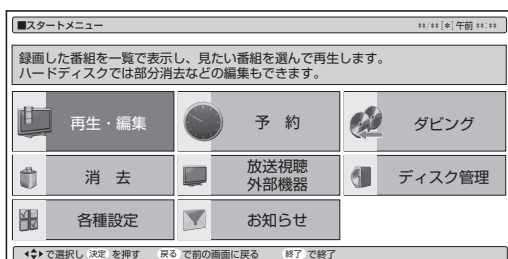 ■スタートメニュー ＊＊/＊＊[＊]午前＊＊:＊＊
録画した番組を一覧で表示し、見たい番組を選んで再生します。
ハードディスクでは部分消去などの編集もできます。
再生・編集 予 約 ダビング
消 去 放送視聴 外部機器 ディスク管理
各種設定 お知らせ
で選択し 決定 を押す 戻る で前の画面に戻る 終了 で終了